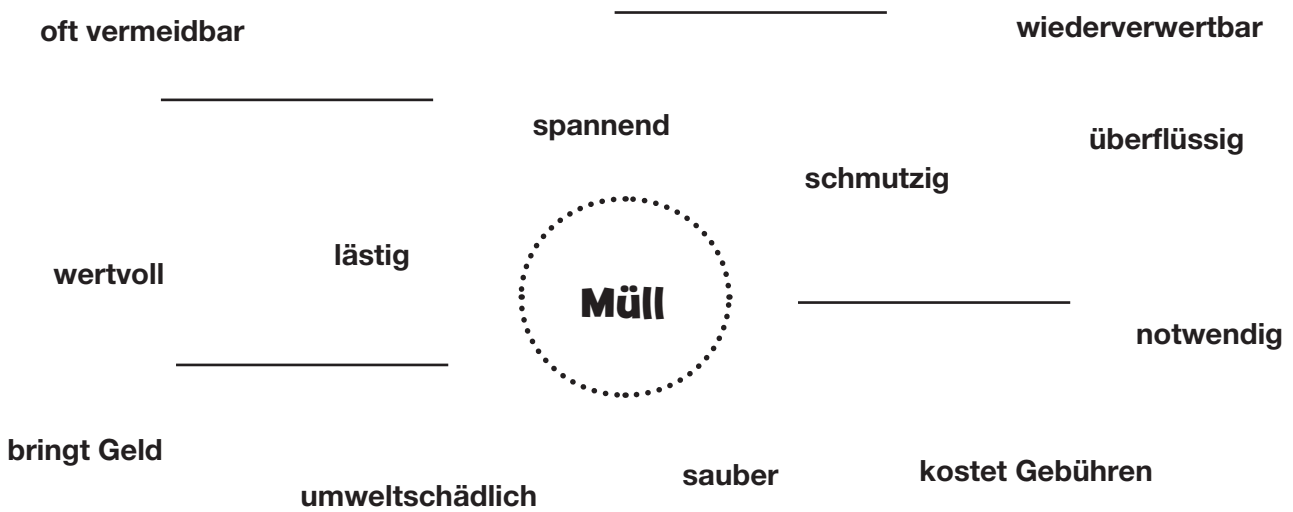 oft vermeidbar
wiederverwertbar
spannend
überflüssig
schmutzig
lästig
wertvoll
Müll
notwendig
bringt Geld
umweltschädlich
sauber
kostet Gebühren